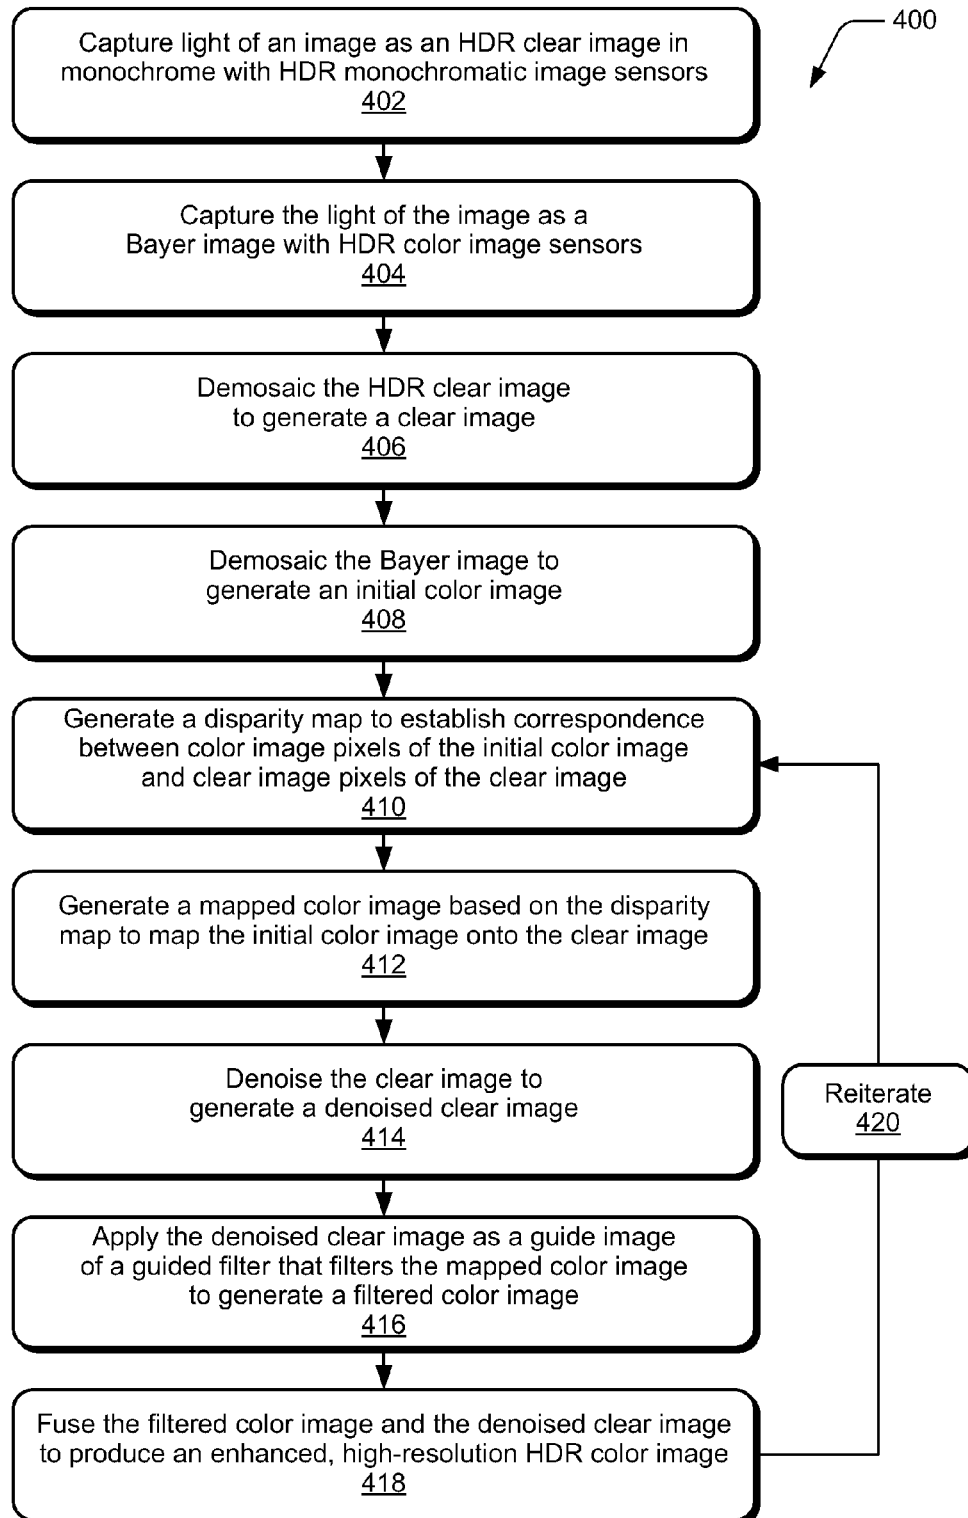 400
Capture light of an image as an HDR clear image in
monochrome with HDR monochromatic image sensors
402
Capture the light of the image as a
Bayer image with HDR color image sensors
404
Demosaic the HDR clear image
to generate a clear image
406
Demosaic the Bayer image to
generate an initial color image
408
Generate a disparity map to establish correspondence
between color image pixels of the initial color image
and clear image pixels of the clear image
410
Generate a mapped color image based on the disparity
map to map the initial color image onto the clear image
412
Denoise the clear image to
generate a denoised clear image
414
Apply the denoised clear image as a guide image
of a guided filter that filters the mapped color image
to generate a filtered color image
416
Fuse the filtered color image and the denoised clear image
to produce an enhanced, high-resolution HDR color image
418
Reiterate
420